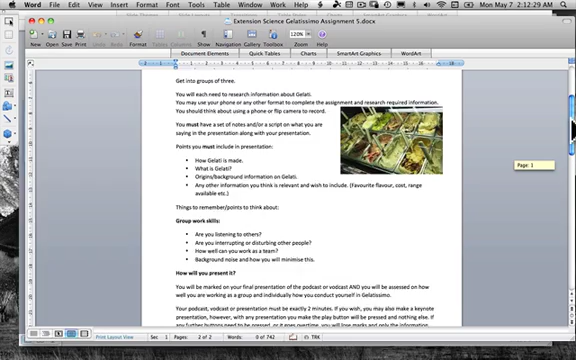 Word File Edit View Insert Format Font Tools Table Window Help Mon May 7 2:12:29 AM
Extension Science Gelatissimo Assignment 5.docx
120%
New Open Save Print Format Show Navigation Gallery Toolbox Zoom Help
Document Elements Quick Tables Charts SmartArt Graphics WordArt
Get into groups of three.
You will each need to research information about Gelati.
You may use your phone or any other format to complete the assignment and research required information.
You should think about using a phone or flip camera to record.
You must have a set of notes and/or a script on what you are
saying in the presentation along with your presentation.
Points you must include in presentation:
• How Gelati is made.
• What is Gelati?
• Origins/background information on Gelati.
• Any other information you think is relevant and wish to include. (Favourite flavour, cost, range
available etc.)
Things to remember/points to think about:
Group work skills:
• Are you listening to others?
• Are you interrupting or disturbing other people?
• How well can you work as a team?
• Background noise and how you will minimise this.
How will you present it?
You will be marked on your final presentation of the podcast or vodcast AND you will be assessed on how
well you are working as a group and individually how you conduct yourself in Gelatissimo.
Your podcast, vodcast or presentation must be exactly 2 minutes. If you wish, you may also make a keynote
presentation, however, with any presentation you make the play button will be pressed and nothing else. If
Page: 1
Print Layout View Sec 1 Pages: 2 of 2 Words: 0 of 742 TRK